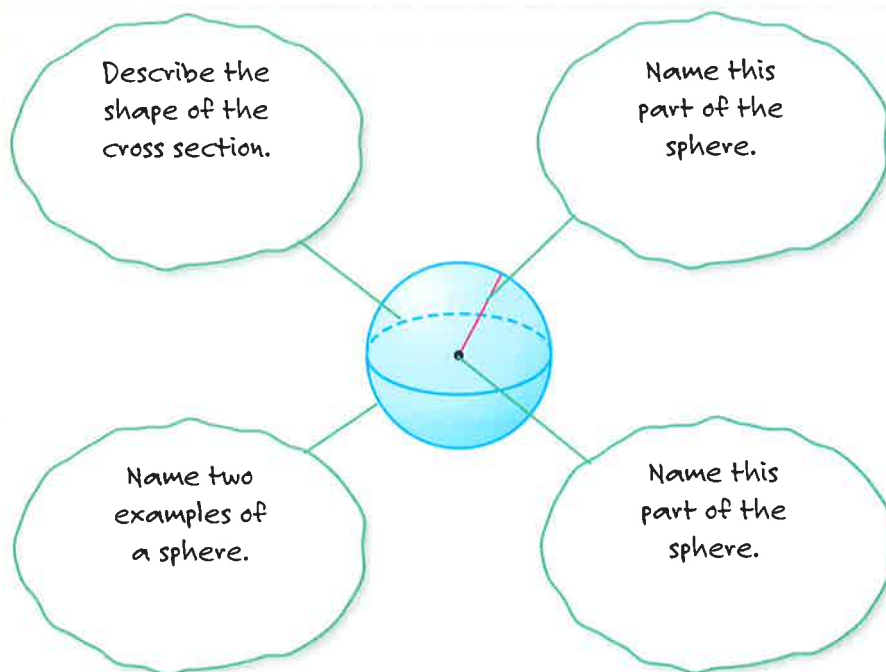 Describe the
shape of the
cross section.
Name this
part of the
sphere.
Name two
examples of
a sphere.
Name this
part of the
sphere.